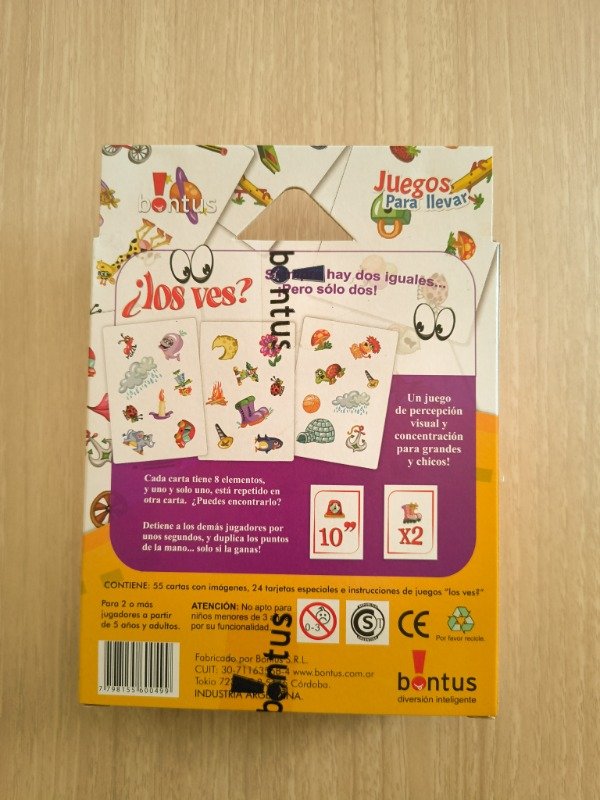 bontus
Juegos
Para llevar
¿los ves?
hay dos iguales...
Pero sólo dos!
bontus
Un juego
de percepción
visual y
concentración
para grandes
y chicos!
Cada carta tiene 8 elementos,
y uno y solo uno, está repetido en
otra carta. ¿Puedes encontrarlo?
Detiene a los demás jugadores por
unos segundos, y duplica los puntos
de la mano... solo si la ganas!
10”
X2
CONTIENE: 55 cartas con imágenes, 24 tarjetas especiales e instrucciones de juegos "los ves?"
Para 2 o más
jugadores a partir
de 5 años y adultos.
ATENCIÓN: No apto para
niños menores de 3
por su funcionalidad.
0-3
S
CE
Por favor recicle.
Fabricado por Bontus S.R.L.
CUIT: www.bontus.com.ar
Tokio Córdoba.
INDUSTRIA ARGENTINA.
bontus
7798155600499
bontus
diversión inteligente